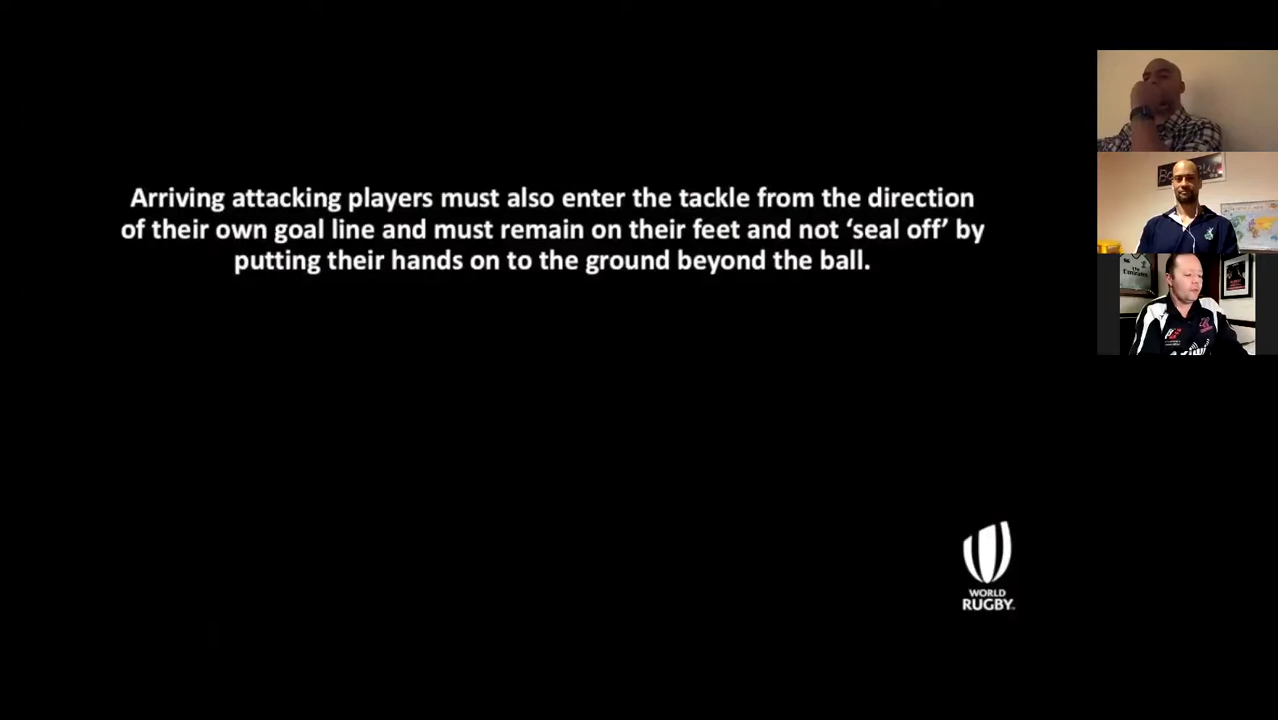 Arriving attacking players must also enter the tackle from the direction
of their own goal line and must remain on their feet and not ‘seal off’ by
putting their hands on to the ground beyond the ball.
WORLD
RUGBY